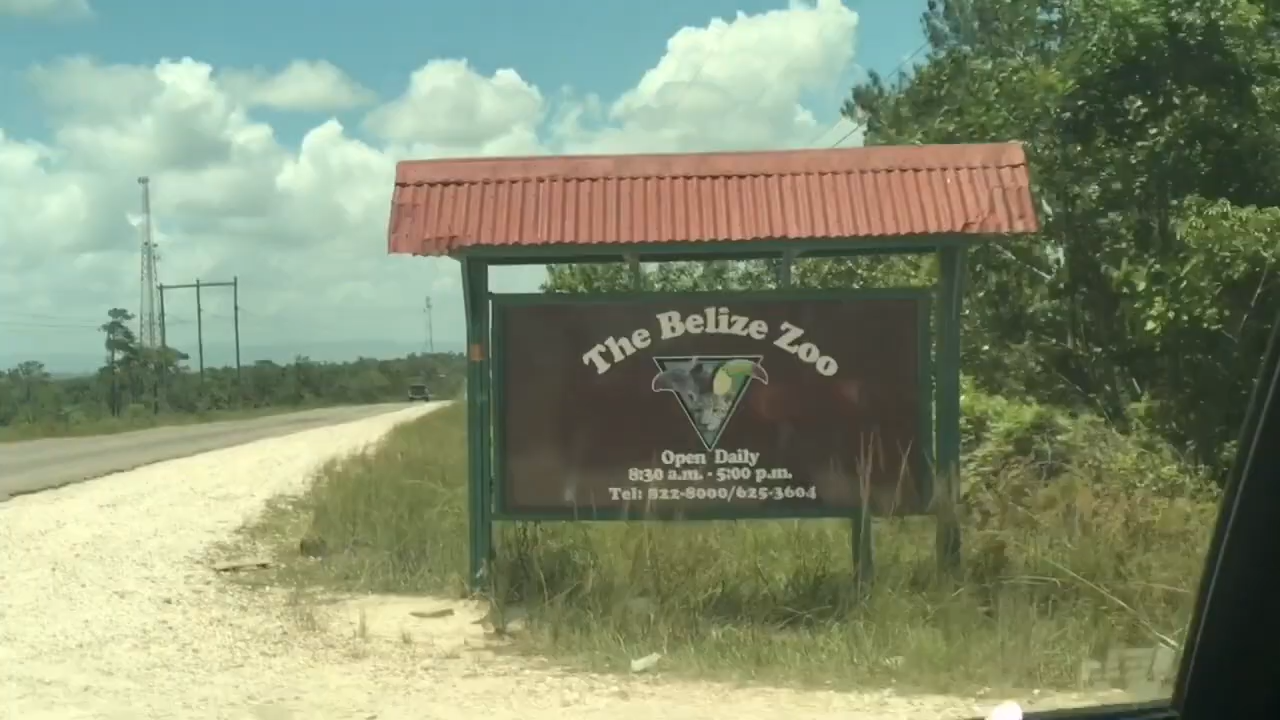 The Belize Zoo
Open Daily
8:30 a.m. - 5:00 p.m.
Tel: 822-8000/625-3604